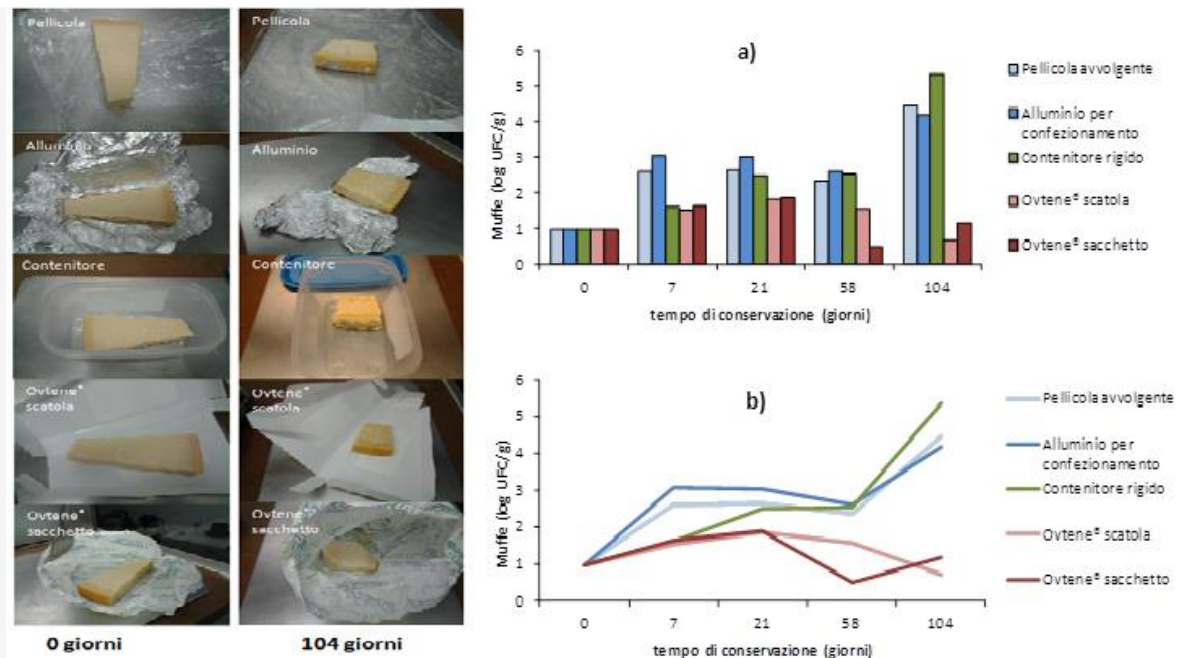 Pellicola
Pellicola
Alluminio
Alluminio
Contenitore
Contenitore
Ovtene®
scatola
Ovtene®
scatola
Ovtene®
sacchetto
Ovtene®
sacchetto
0 giorni
104 giorni
a)
Muffe (log UFC/g)
6
5
4
3
2
1
0
0 7 21 58 104
tempo di conservazione (giorni)
Pellicola avvolgente
Alluminio per
confezionamento
Contenitore rigido
Ovtene® scatola
Ovtene® sacchetto
b)
Muffe (log UFC/g)
6
5
4
3
2
1
0
0 7 21 58 104
tempo di conservazione (giorni)
Pellicola avvolgente
Alluminio per
confezionamento
Contenitore rigido
Ovtene® scatola
Ovtene® sacchetto